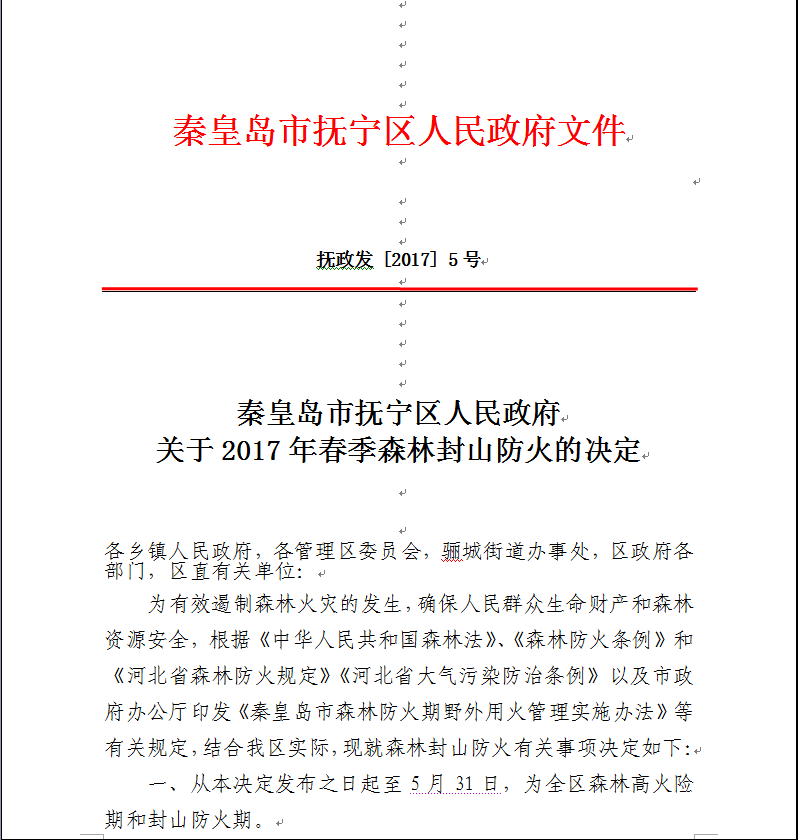 秦皇岛市抚宁区人民政府文件
抚政发［2017］5 号
秦皇岛市抚宁区人民政府
关于 2017 年春季森林封山防火的决定
各乡镇人民政府，各管理区委员会，骊城街道办事处，区政府各
部门，区直有关单位：
为有效遏制森林火灾的发生，确保人民群众生命财产和森林
资源安全，根据《中华人民共和国森林法》、《森林防火条例》和
《河北省森林防火规定》《河北省大气污染防治条例》以及市政
府办公厅印发《秦皇岛市森林防火期野外用火管理实施办法》等
有关规定，结合我区实际，现就森林封山防火有关事项决定如下：
一、从本决定发布之日起至 5 月 31 日，为全区森林高火险
期和封山防火期。